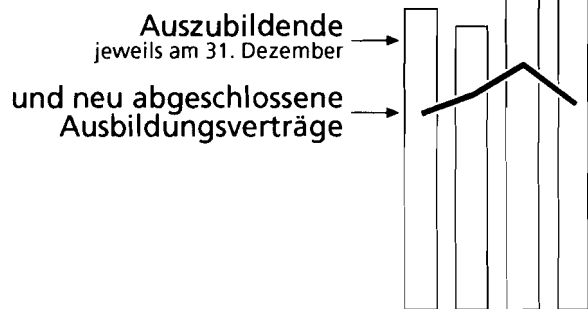 Auszubildende
jeweils am 31. Dezember
und neu abgeschlossene
Ausbildungsverträge